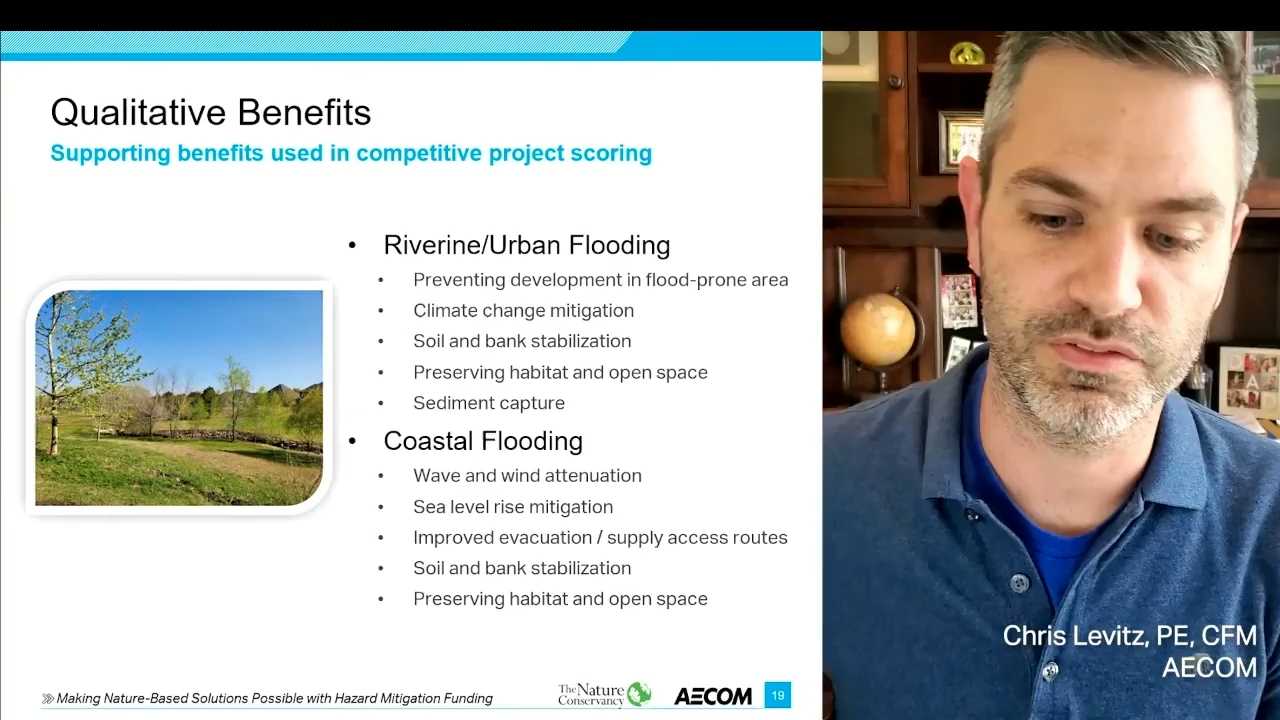 Qualitative Benefits
Supporting benefits used in competitive project scoring
• Riverine/Urban Flooding
• Preventing development in flood-prone area
• Climate change mitigation
• Soil and bank stabilization
• Preserving habitat and open space
• Sediment capture
• Coastal Flooding
• Wave and wind attenuation
• Sea level rise mitigation
• Improved evacuation / supply access routes
• Soil and bank stabilization
• Preserving habitat and open space
Making Nature-Based Solutions Possible with Hazard Mitigation Funding
The Nature
Conservancy
AECOM
19
Chris Levitz, PE, CFM
AECOM